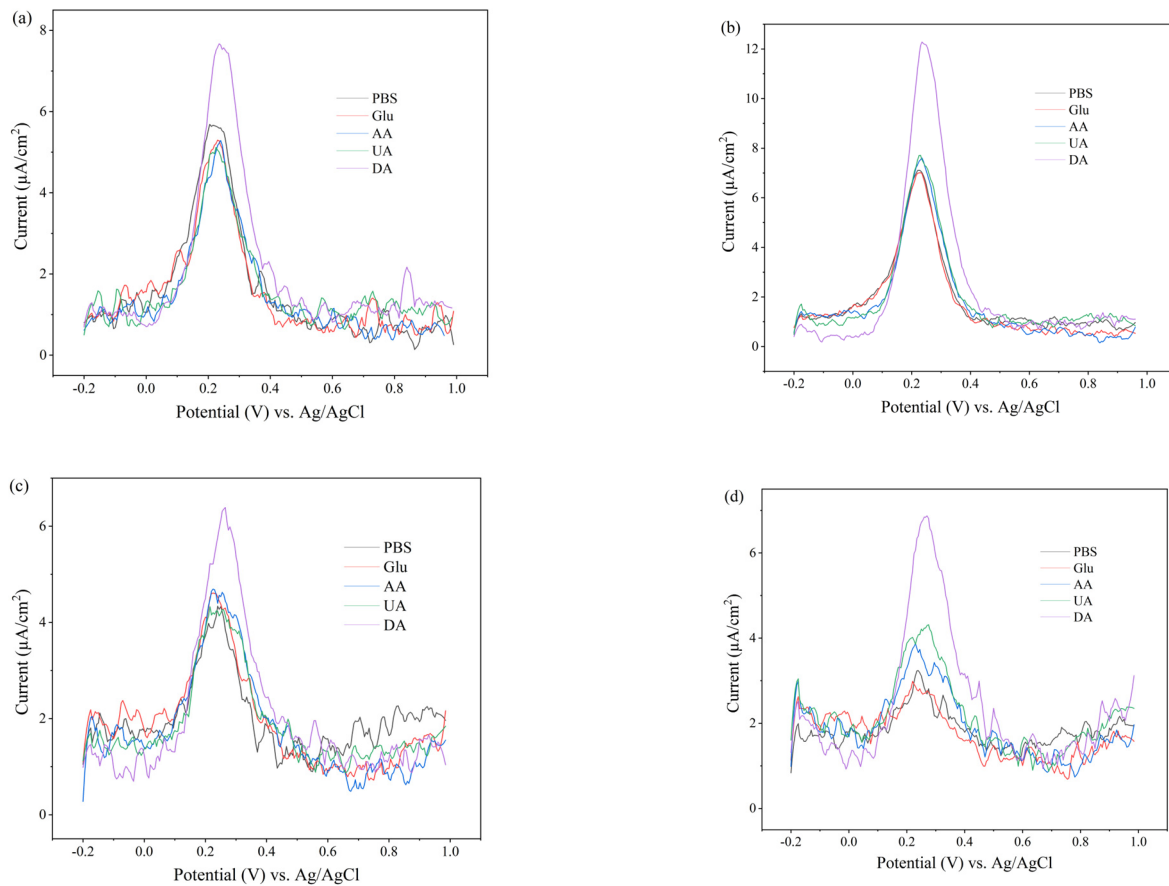 (a)
8
6
4
2
0
Current (µA/cm²)
PBS
Glu
AA
UA
DA
-0.2 0.0 0.2 0.4 0.6 0.8 1.0
Potential (V) vs. Ag/AgCl
(b)
12
10
8
6
4
2
0
Current (µA/cm²)
PBS
Glu
AA
UA
DA
-0.2 0.0 0.2 0.4 0.6 0.8 1.0
Potential (V) vs. Ag/AgCl
(c)
6
4
2
0
Current (µA/cm²)
PBS
Glu
AA
UA
DA
-0.2 0.0 0.2 0.4 0.6 0.8 1.0
Potential (V) vs. Ag/AgCl
(d)
6
4
2
0
Current (µA/cm²)
PBS
Glu
AA
UA
DA
-0.2 0.0 0.2 0.4 0.6 0.8 1.0
Potential (V) vs. Ag/AgCl